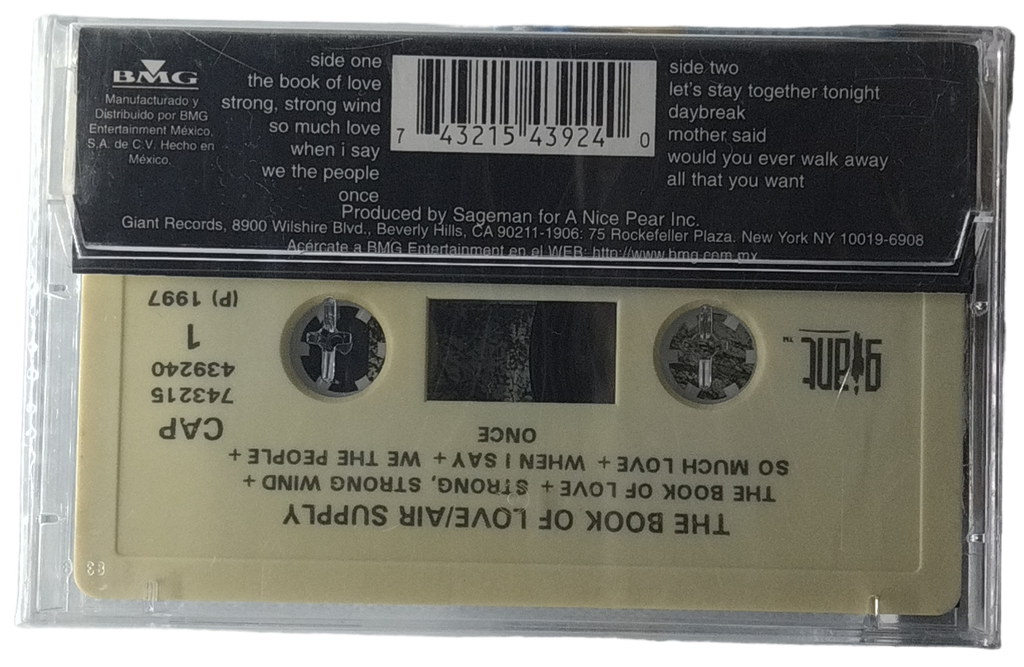 BMG
Manufacturado y
Distribuido por BMG
Entertainment México,
S.A. de C.V. Hecho en
México.
side one
the book of love
strong, strong wind
so much love
when i say
we the people
once
7 43215 43924 0
side two
let's stay together tonight
daybreak
mother said
would you ever walk away
all that you want
Produced by Sageman for A Nice Pear Inc.
Giant Records, 8900 Wilshire Blvd., Beverly Hills, CA 90211-1906: 75 Rockefeller Plaza. New York NY 10019-6908
Acércate a BMG Entertainment en el WEB: http://www.bmg.com.mx
THE BOOK OF LOVE/AIR SUPPLY
THE BOOK OF LOVE + STRONG, STRONG WIND +
SO MUCH LOVE + WHEN I SAY + WE THE PEOPLE +
ONCE
giant™
CAP
743215
439240
1
(P) 1997